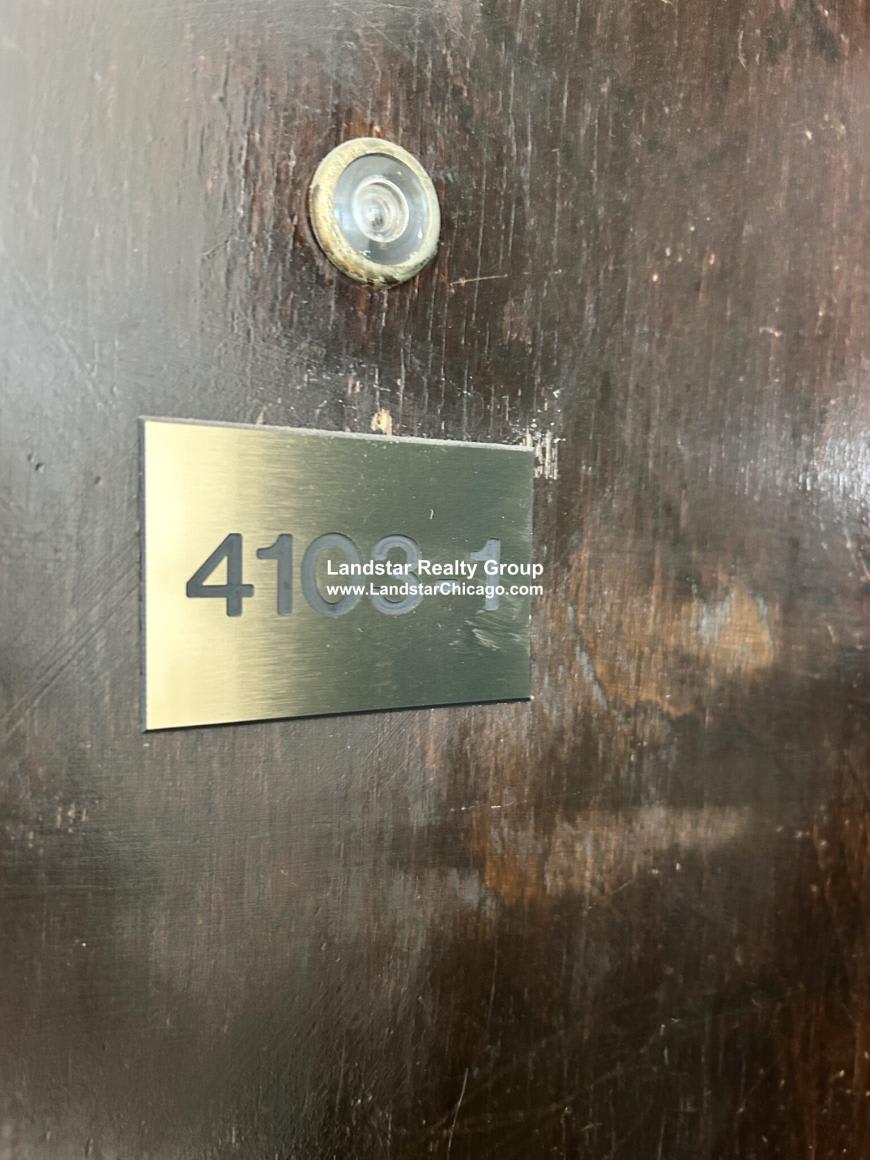 4103-1
Landstar Realty Group
www.LandstarChicago.com